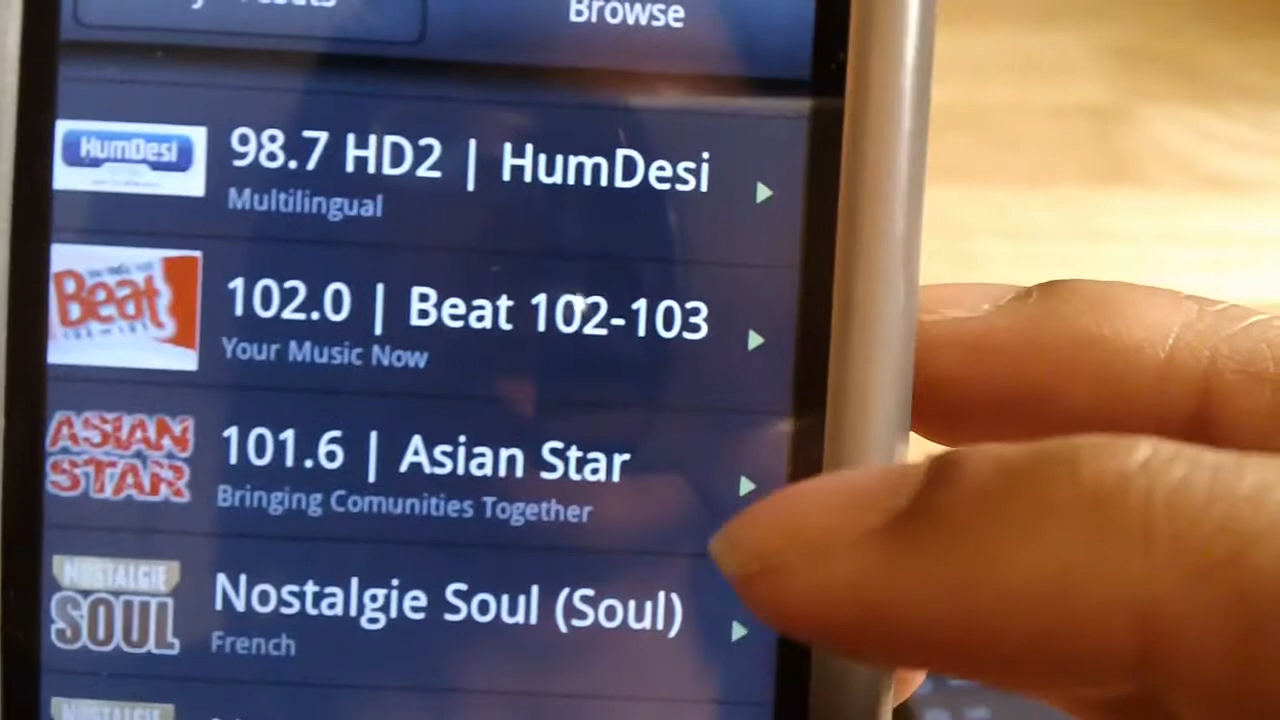 Browse
HumDesi
98.7 HD2 | HumDesi
Multilingual
Beat
102.0 | Beat 102-103
Your Music Now
ASIAN
STAR
101.6 | Asian Star
Bringing Comunities Together
NOSTALGIE
SOUL
Nostalgie Soul (Soul)
French
NOSTALGIE